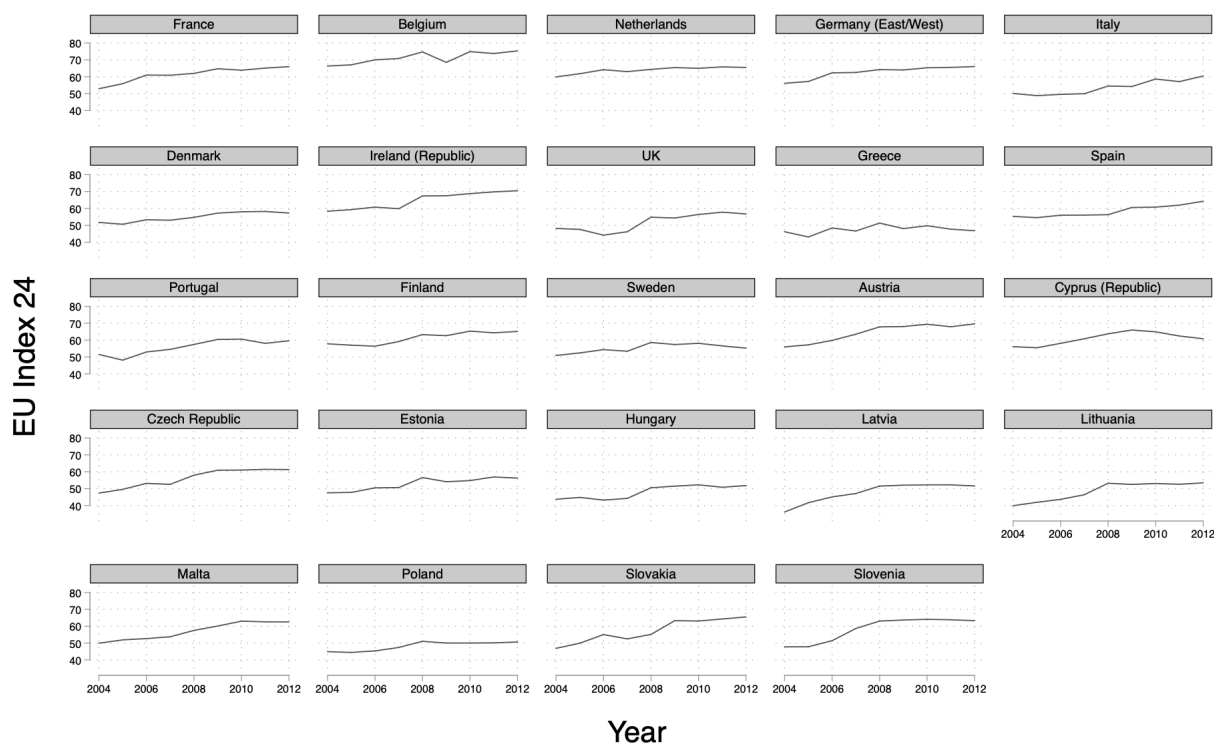 France Belgium Netherlands Germany (East/West) Italy
80
70
60
50
40
Denmark Ireland (Republic) UK Greece Spain
80
70
60
50
40
EU Index 24
Portugal Finland Sweden Austria Cyprus (Republic)
80
70
60
50
40
Czech Republic Estonia Hungary Latvia Lithuania
80
70
60
50
40
2004 2006 2008 2010 2012
Malta Poland Slovakia Slovenia
80
70
60
50
40
2004 2006 2008 2010 2012 2004 2006 2008 2010 2012 2004 2006 2008 2010 2012 2004 2006 2008 2010 2012
Year